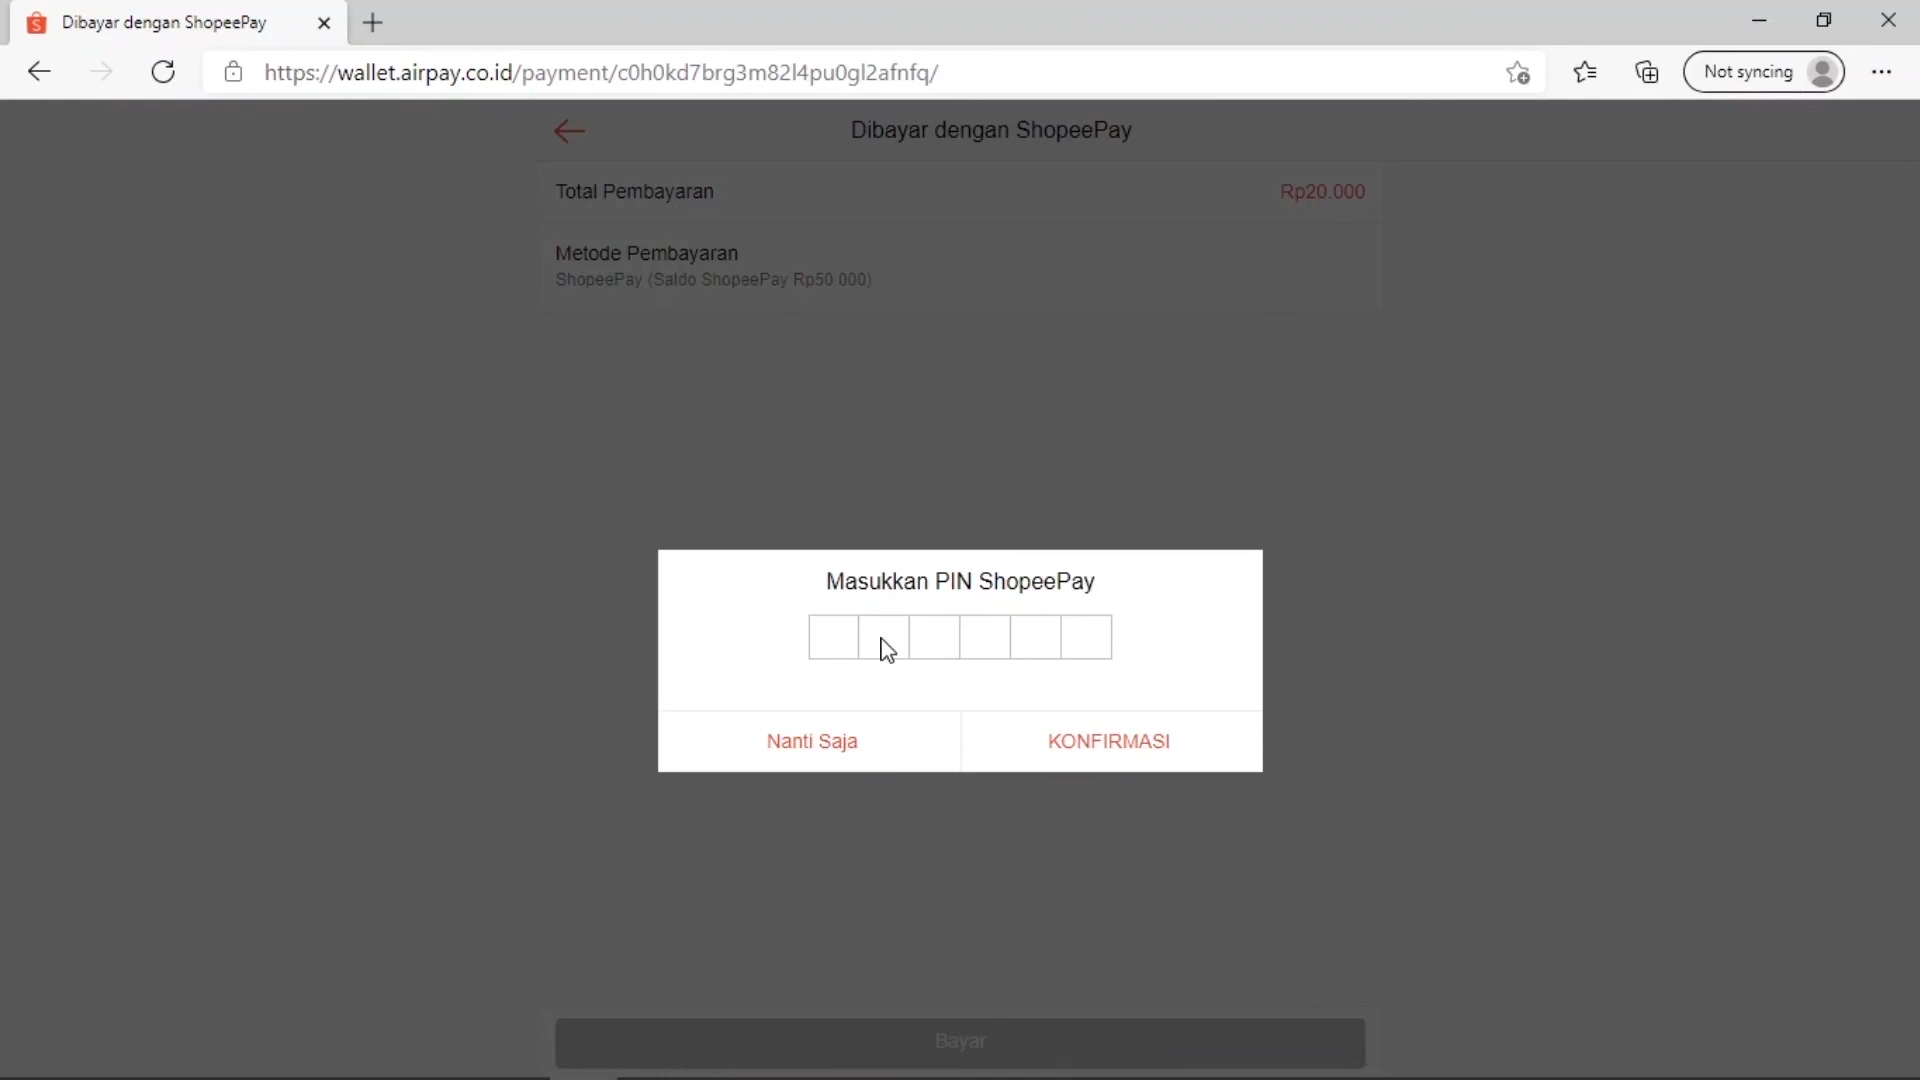 Dibayar dengan ShopeePay
https://wallet.airpay.co.id/payment/c0h0kd7brg3m82l4pu0gl2afnfq/
Not syncing
Dibayar dengan ShopeePay
Total Pembayaran Rp20.000
Metode Pembayaran
ShopeePay (Saldo ShopeePay Rp50.000)
Masukkan PIN ShopeePay
Nanti Saja KONFIRMASI
Bayar